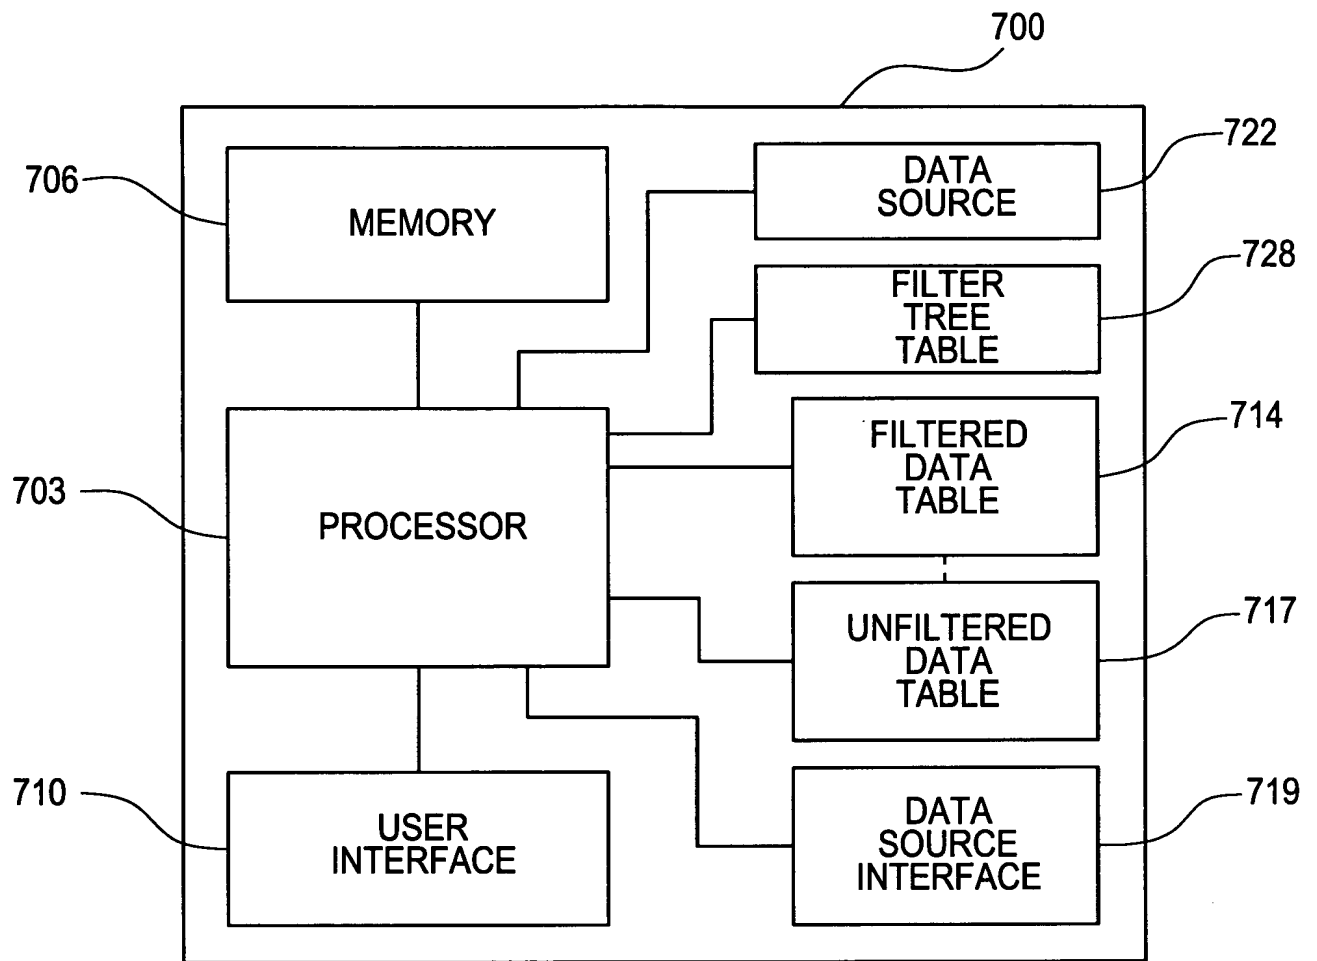 700
706
MEMORY
DATA
SOURCE
722
FILTER
TREE
TABLE
728
703
PROCESSOR
FILTERED
DATA
TABLE
714
UNFILTERED
DATA
TABLE
717
710
USER
INTERFACE
DATA
SOURCE
INTERFACE
719